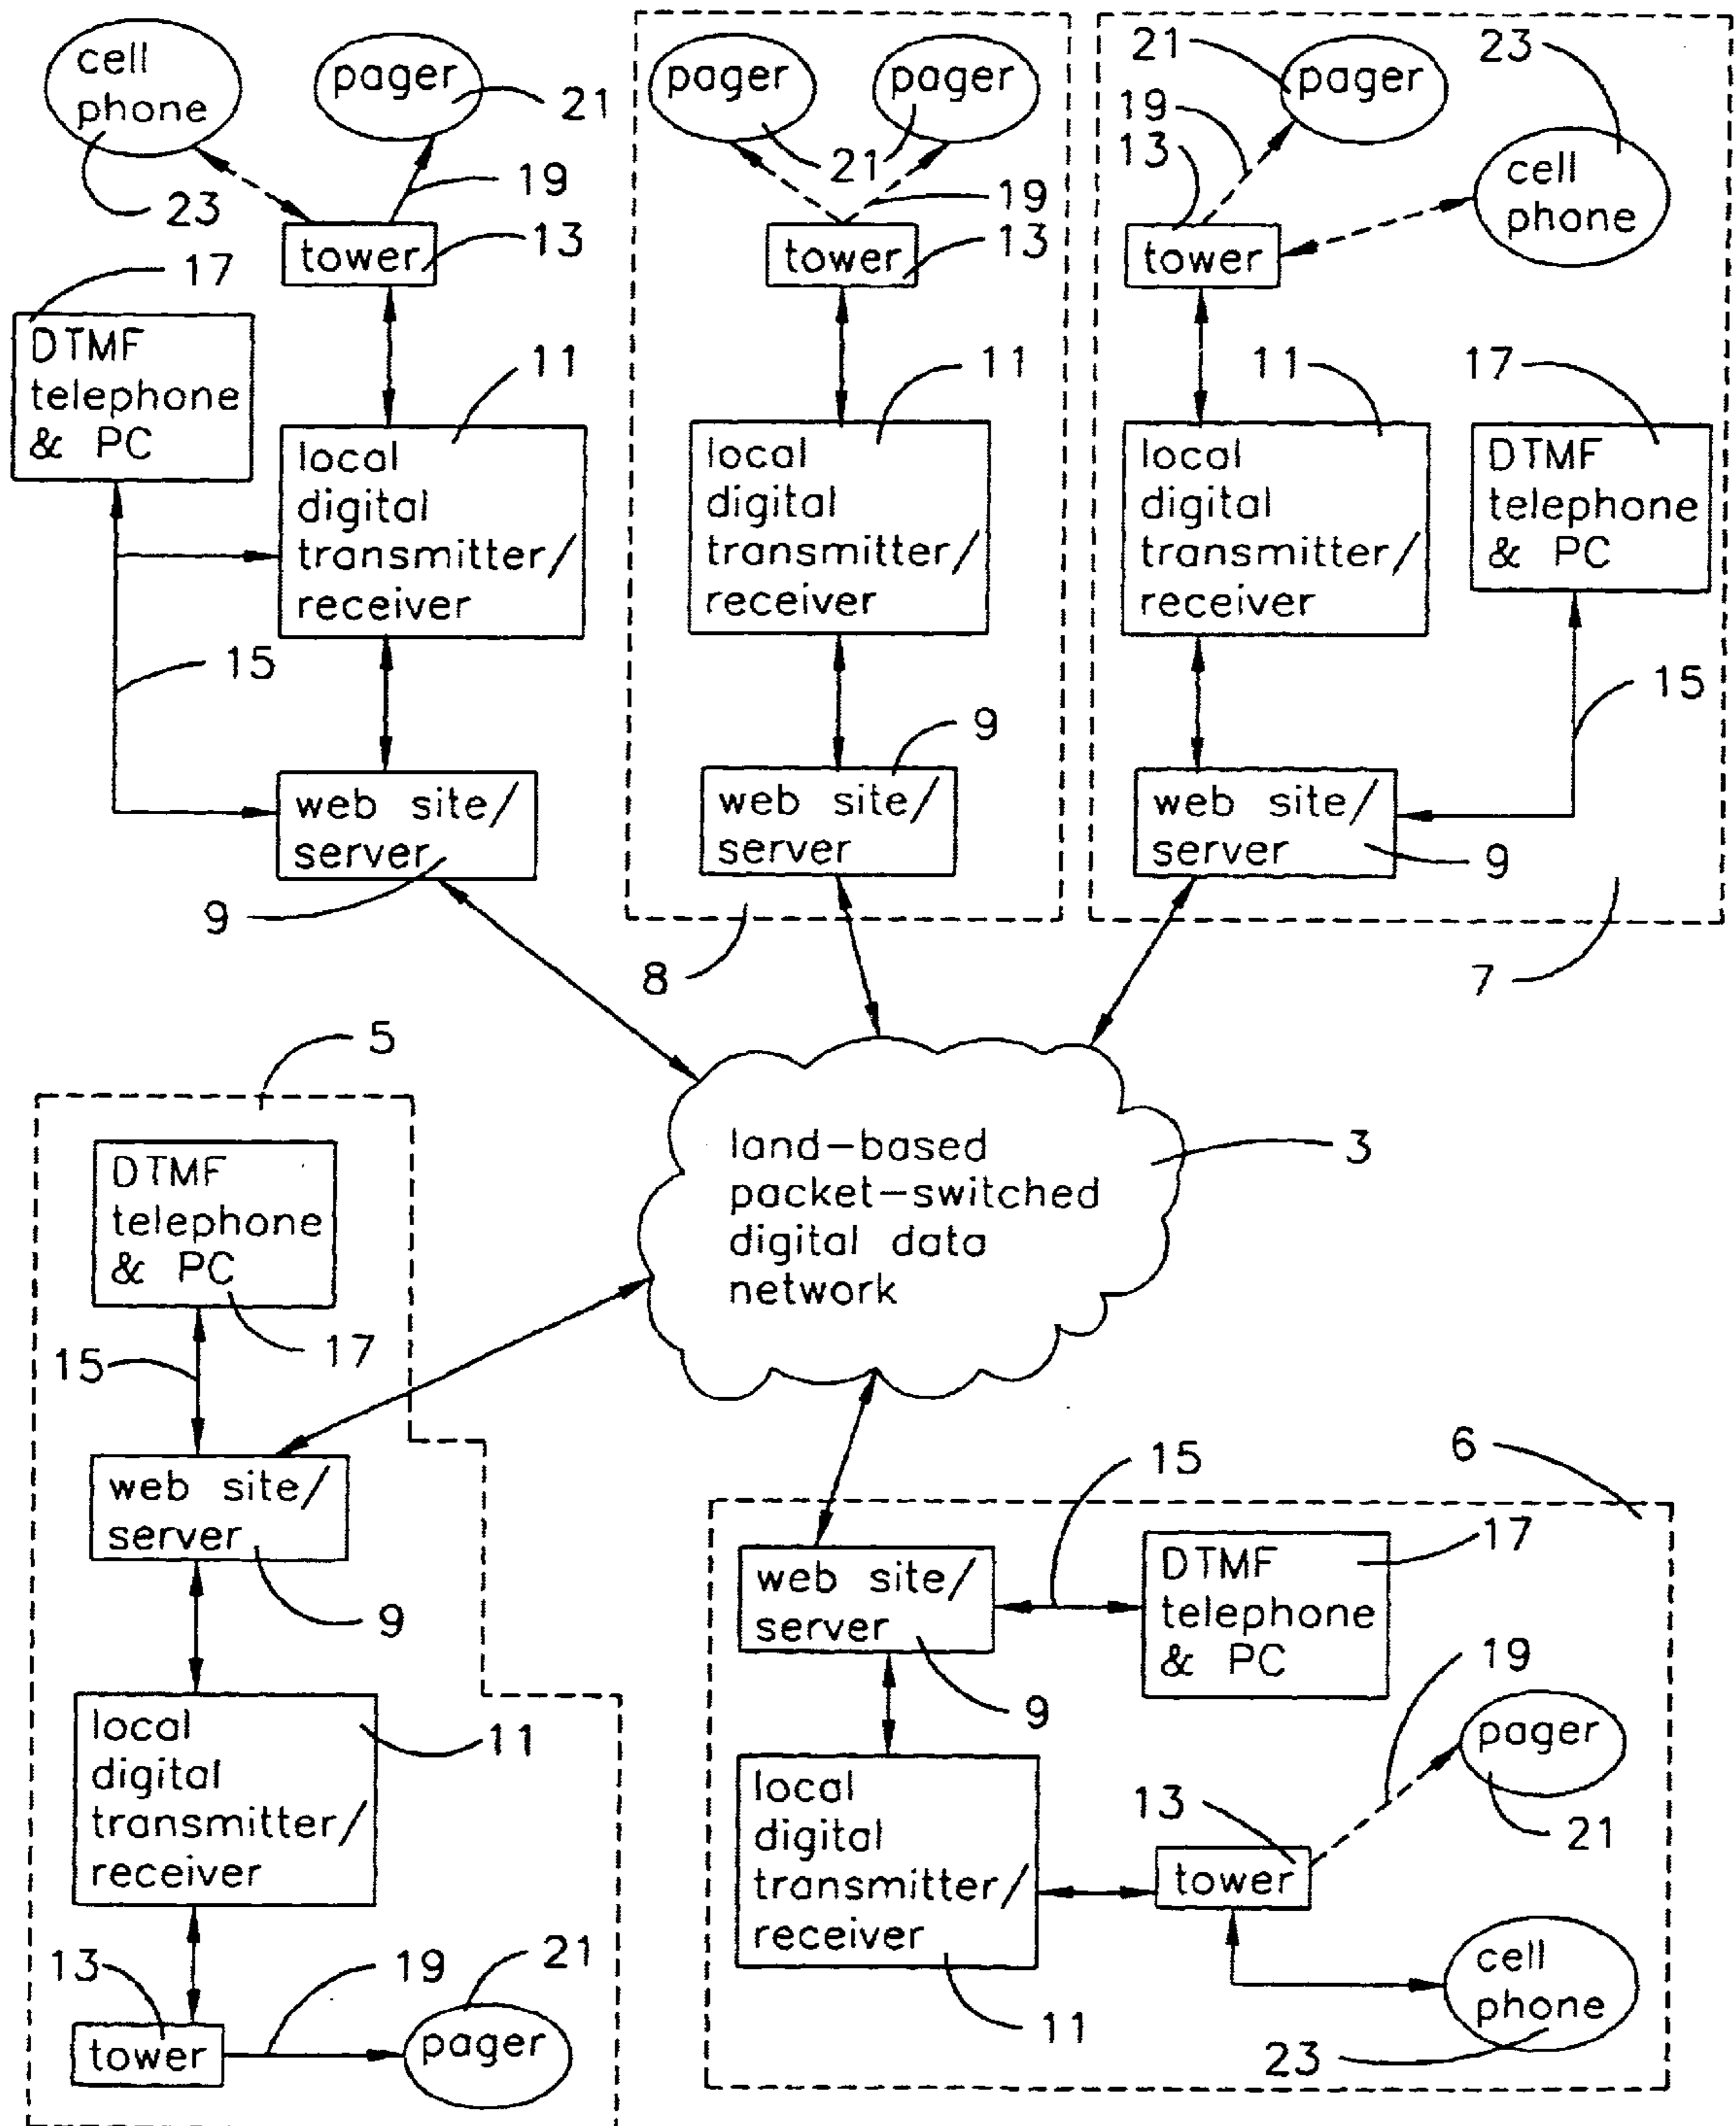 cell
phone
23
pager
21
19
tower
13
17
DTMF
telephone
& PC
11
local
digital
transmitter/
receiver
15
web site/
server
9
pager
pager
21
19
tower
13
11
local
digital
transmitter/
receiver
9
web site/
server
8
21
pager
19
13
23
cell
phone
tower
11
local
digital
transmitter/
receiver
17
DTMF
telephone
& PC
15
web site/
server
9
7
land-based
packet-switched
digital data
network
3
5
DTMF
telephone
& PC
17
15
web site/
server
9
local
digital
transmitter/
receiver
11
13
tower
19
21
pager
6
15
web site/
server
9
DTMF
telephone
& PC
17
local
digital
transmitter/
receiver
11
13
tower
19
pager
21
cell
phone
23